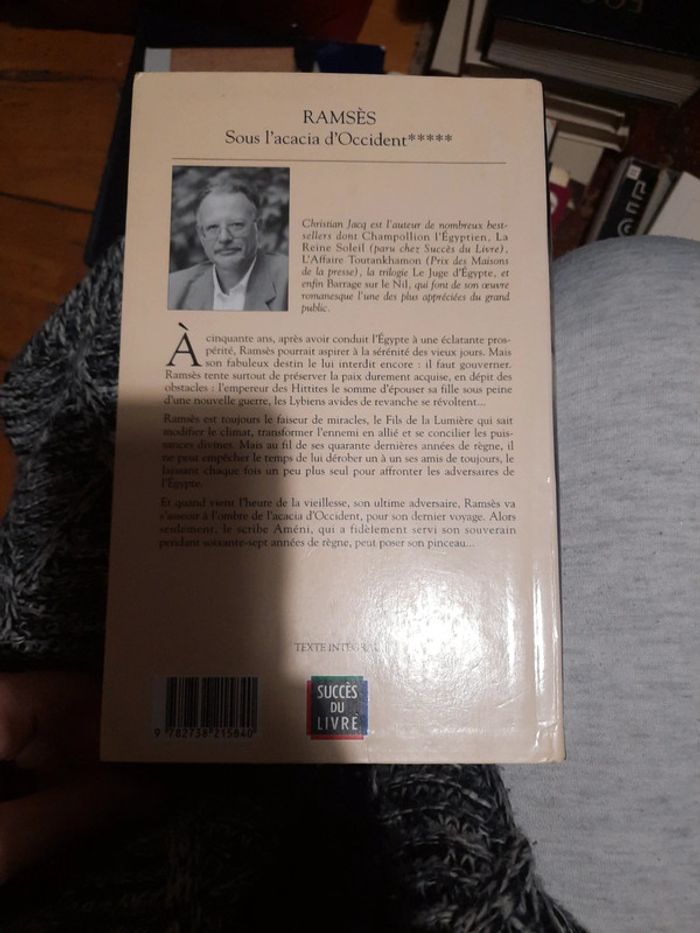 RAMSÈS
Sous l'acacia d'Occident*****
Christian Jacq est l'auteur de nombreux best-
sellers dont Champollion l'Égyptien, La
Reine Soleil (paru chez Succès du Livre),
L'Affaire Toutankhamon (Prix des Maisons
de la presse), la trilogie Le Juge d'Égypte, et
enfin Barrage sur le Nil, qui font de son œuvre
romanesque l'une des plus appréciées du grand
public.
À cinquante ans, après avoir conduit l'Égypte à une éclatante pros-
périté, Ramsès pourrait aspirer à la sérénité des vieux jours. Mais
son fabuleux destin le lui interdit encore : il faut gouverner.
Ramsès tente surtout de préserver la paix durement acquise, en dépit des
obstacles : l'empereur des Hittites le somme d'épouser sa fille sous peine
d'une nouvelle guerre, les Lybiens avides de revanche se révoltent...
Ramsès est toujours le faiseur de miracles, le Fils de la Lumière qui sait
modifier le climat, transformer l'ennemi en allié et se concilier les puis-
sances divines. Mais au fil de ses quarante dernières années de règne, il
ne peut empêcher le temps de lui dérober un à un ses amis de toujours, le
laissant chaque fois un peu plus seul pour affronter les adversaires de
l'Égypte.
Et quand vient l'heure de la vieillesse, son ultime adversaire, Ramsès va
s'asseoir à l'ombre de l'acacia d'Occident, pour son dernier voyage. Alors
seulement, le scribe Améni, qui a fidèlement servi son souverain
pendant soixante-sept années de règne, peut poser son pinceau...
TEXTE INTÉGRAL
SUCCÈS
DU
LIVRE
9 782738 215840